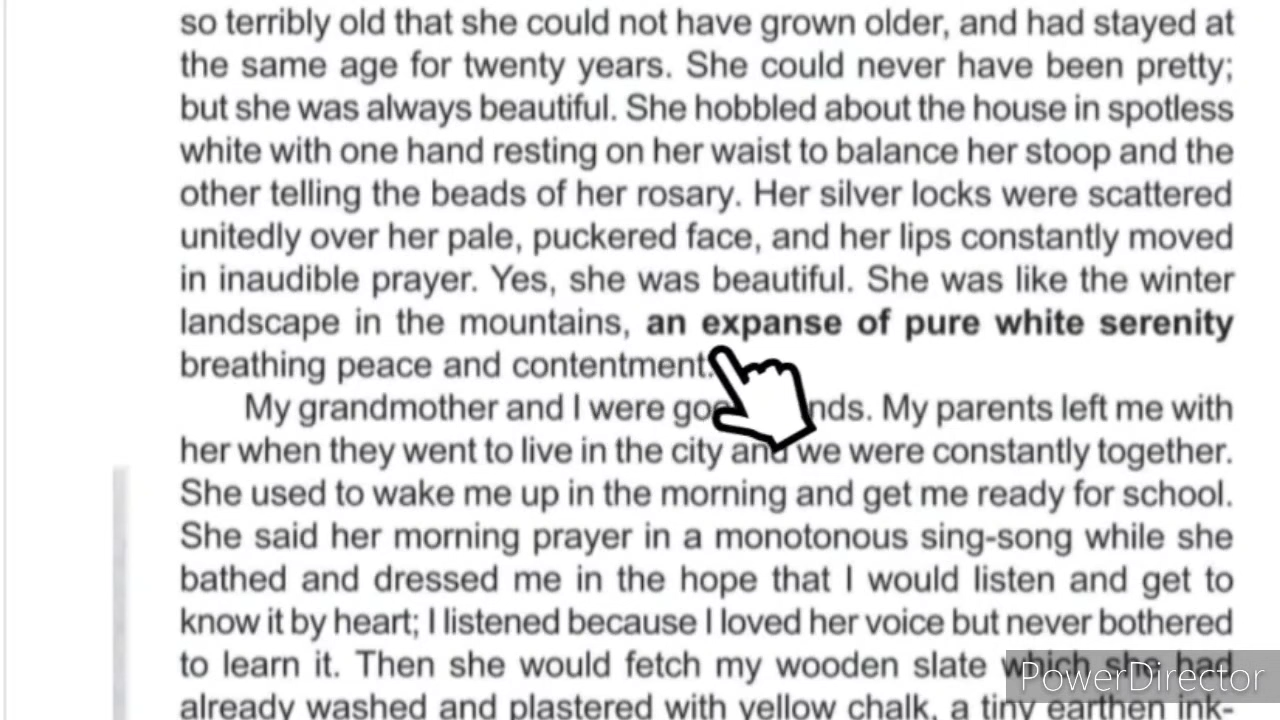 so terribly old that she could not have grown older, and had stayed at
the same age for twenty years. She could never have been pretty;
but she was always beautiful. She hobbled about the house in spotless
white with one hand resting on her waist to balance her stoop and the
other telling the beads of her rosary. Her silver locks were scattered
unitedly over her pale, puckered face, and her lips constantly moved
in inaudible prayer. Yes, she was beautiful. She was like the winter
landscape in the mountains, an expanse of pure white serenity
breathing peace and contentment.
My grandmother and I were nds. My parents left me with
her when they went to live in the city and we were constantly together.
She used to wake me up in the morning and get me ready for school.
She said her morning prayer in a monotonous sing-song while she
bathed and dressed me in the hope that I would listen and get to
know it by heart; I listened because I loved her voice but never bothered
to learn it. Then she would fetch my wooden slate which she had
already washed and plastered with yellow chalk, a tiny earthen ink-
PowerDirector